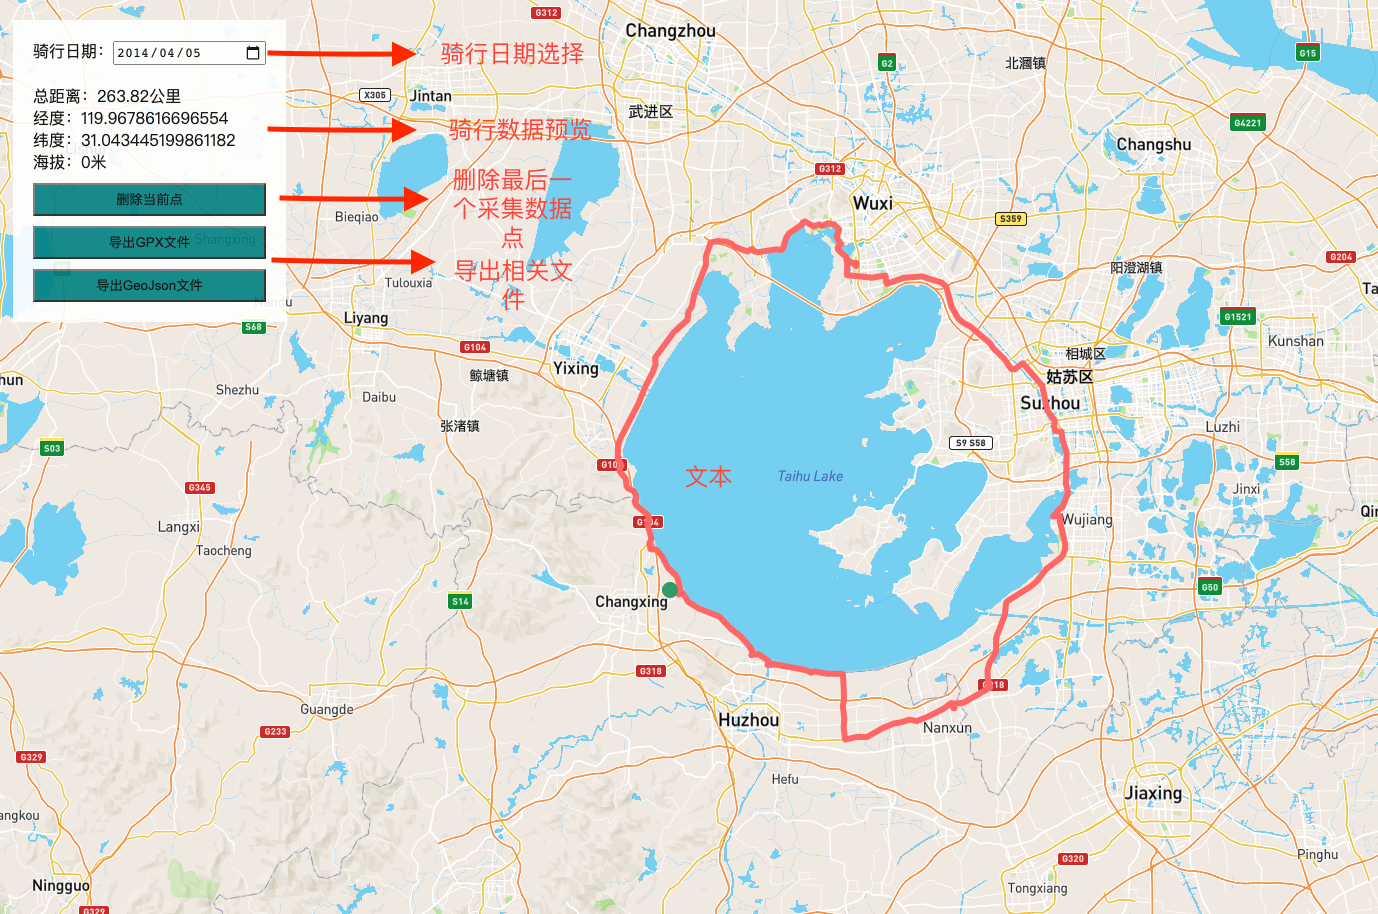 骑行日期：
2014/04/05
总距离：263.82公里
经度：119.9678616696554
纬度：31.043445199861182
海拔：0米
删除当前点
导出GPX文件
导出GeoJson文件
骑行日期选择
骑行数据预览
删除最后一
个采集数据
点
导出相关文
件
文本
G312
Changzhou
G2
北漍镇
G15
X305
Jintan
武进区
G4221
Changshu
G312
Wuxi
Bieqiao
S359
Shangxing
阳澄湖镇
G204
Tulouxia
S68
Liyang
G1521
Kunshan
G104
相城区
Yixing
鲸塘镇
姑苏区
Shezhu
Daibu
Suzhou
张渚镇
Luzhi
S03
S9 S58
S58
Taihu Lake
G345
Jinxi
Langxi
G104
Wujiang
Taocheng
G50
S14
Changxing
G318
G318
Guangde
Huzhou
Nanxun
G233
G329
Hefu
Jiaxing
angkou
G320
Pinghu
Ningguo
Tongxiang
G329